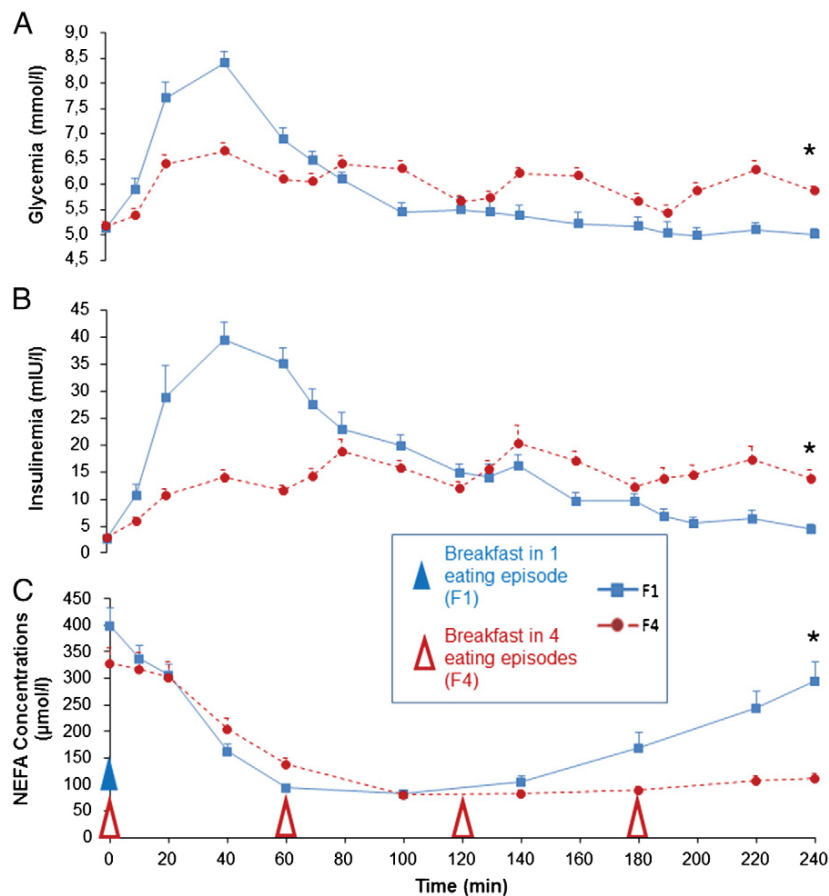 A
Glycemia (mmol/l)
9,0
8,5
8,0
7,5
7,0
6,5
6,0
5,5
5,0
4,5
*
B
Insulinemia (mIU/l)
45
40
35
30
25
20
15
10
5
0
*
Breakfast in 1
eating episode
(F1)
Breakfast in 4
eating episodes
(F4)
F1
F4
C
NEFA Concentrations
(µmol/l)
450
400
350
300
250
200
150
100
50
0
*
0 20 40 60 80 100 120 140 160 180 200 220 240
Time (min)